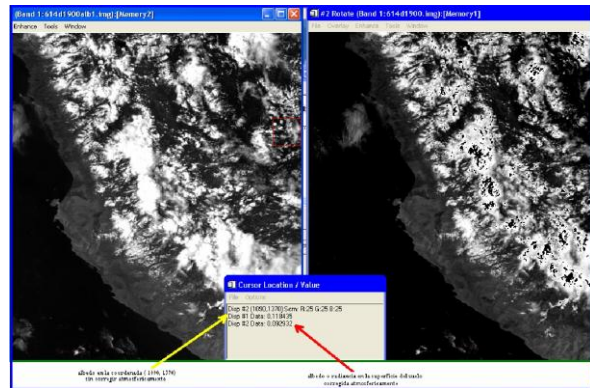 (Band 1:614d1900alb1.img):[Memory2]
Enhance Tools Window
#2 Rotate (Band 1:614d1900.img):[Memory1]
File Overlay Enhance Tools Window
Cursor Location / Value
File Options
Disp #2 (1090,1370) Scrn: R:25 G:25 B:25
Disp #1 Data: 0.118435
Disp #2 Data: 0.092932
albedo en la coordenada (1090, 1370)
sin corregir atmosfericamente
albedo o radiancia en la superficie
corregida atmosfericamente